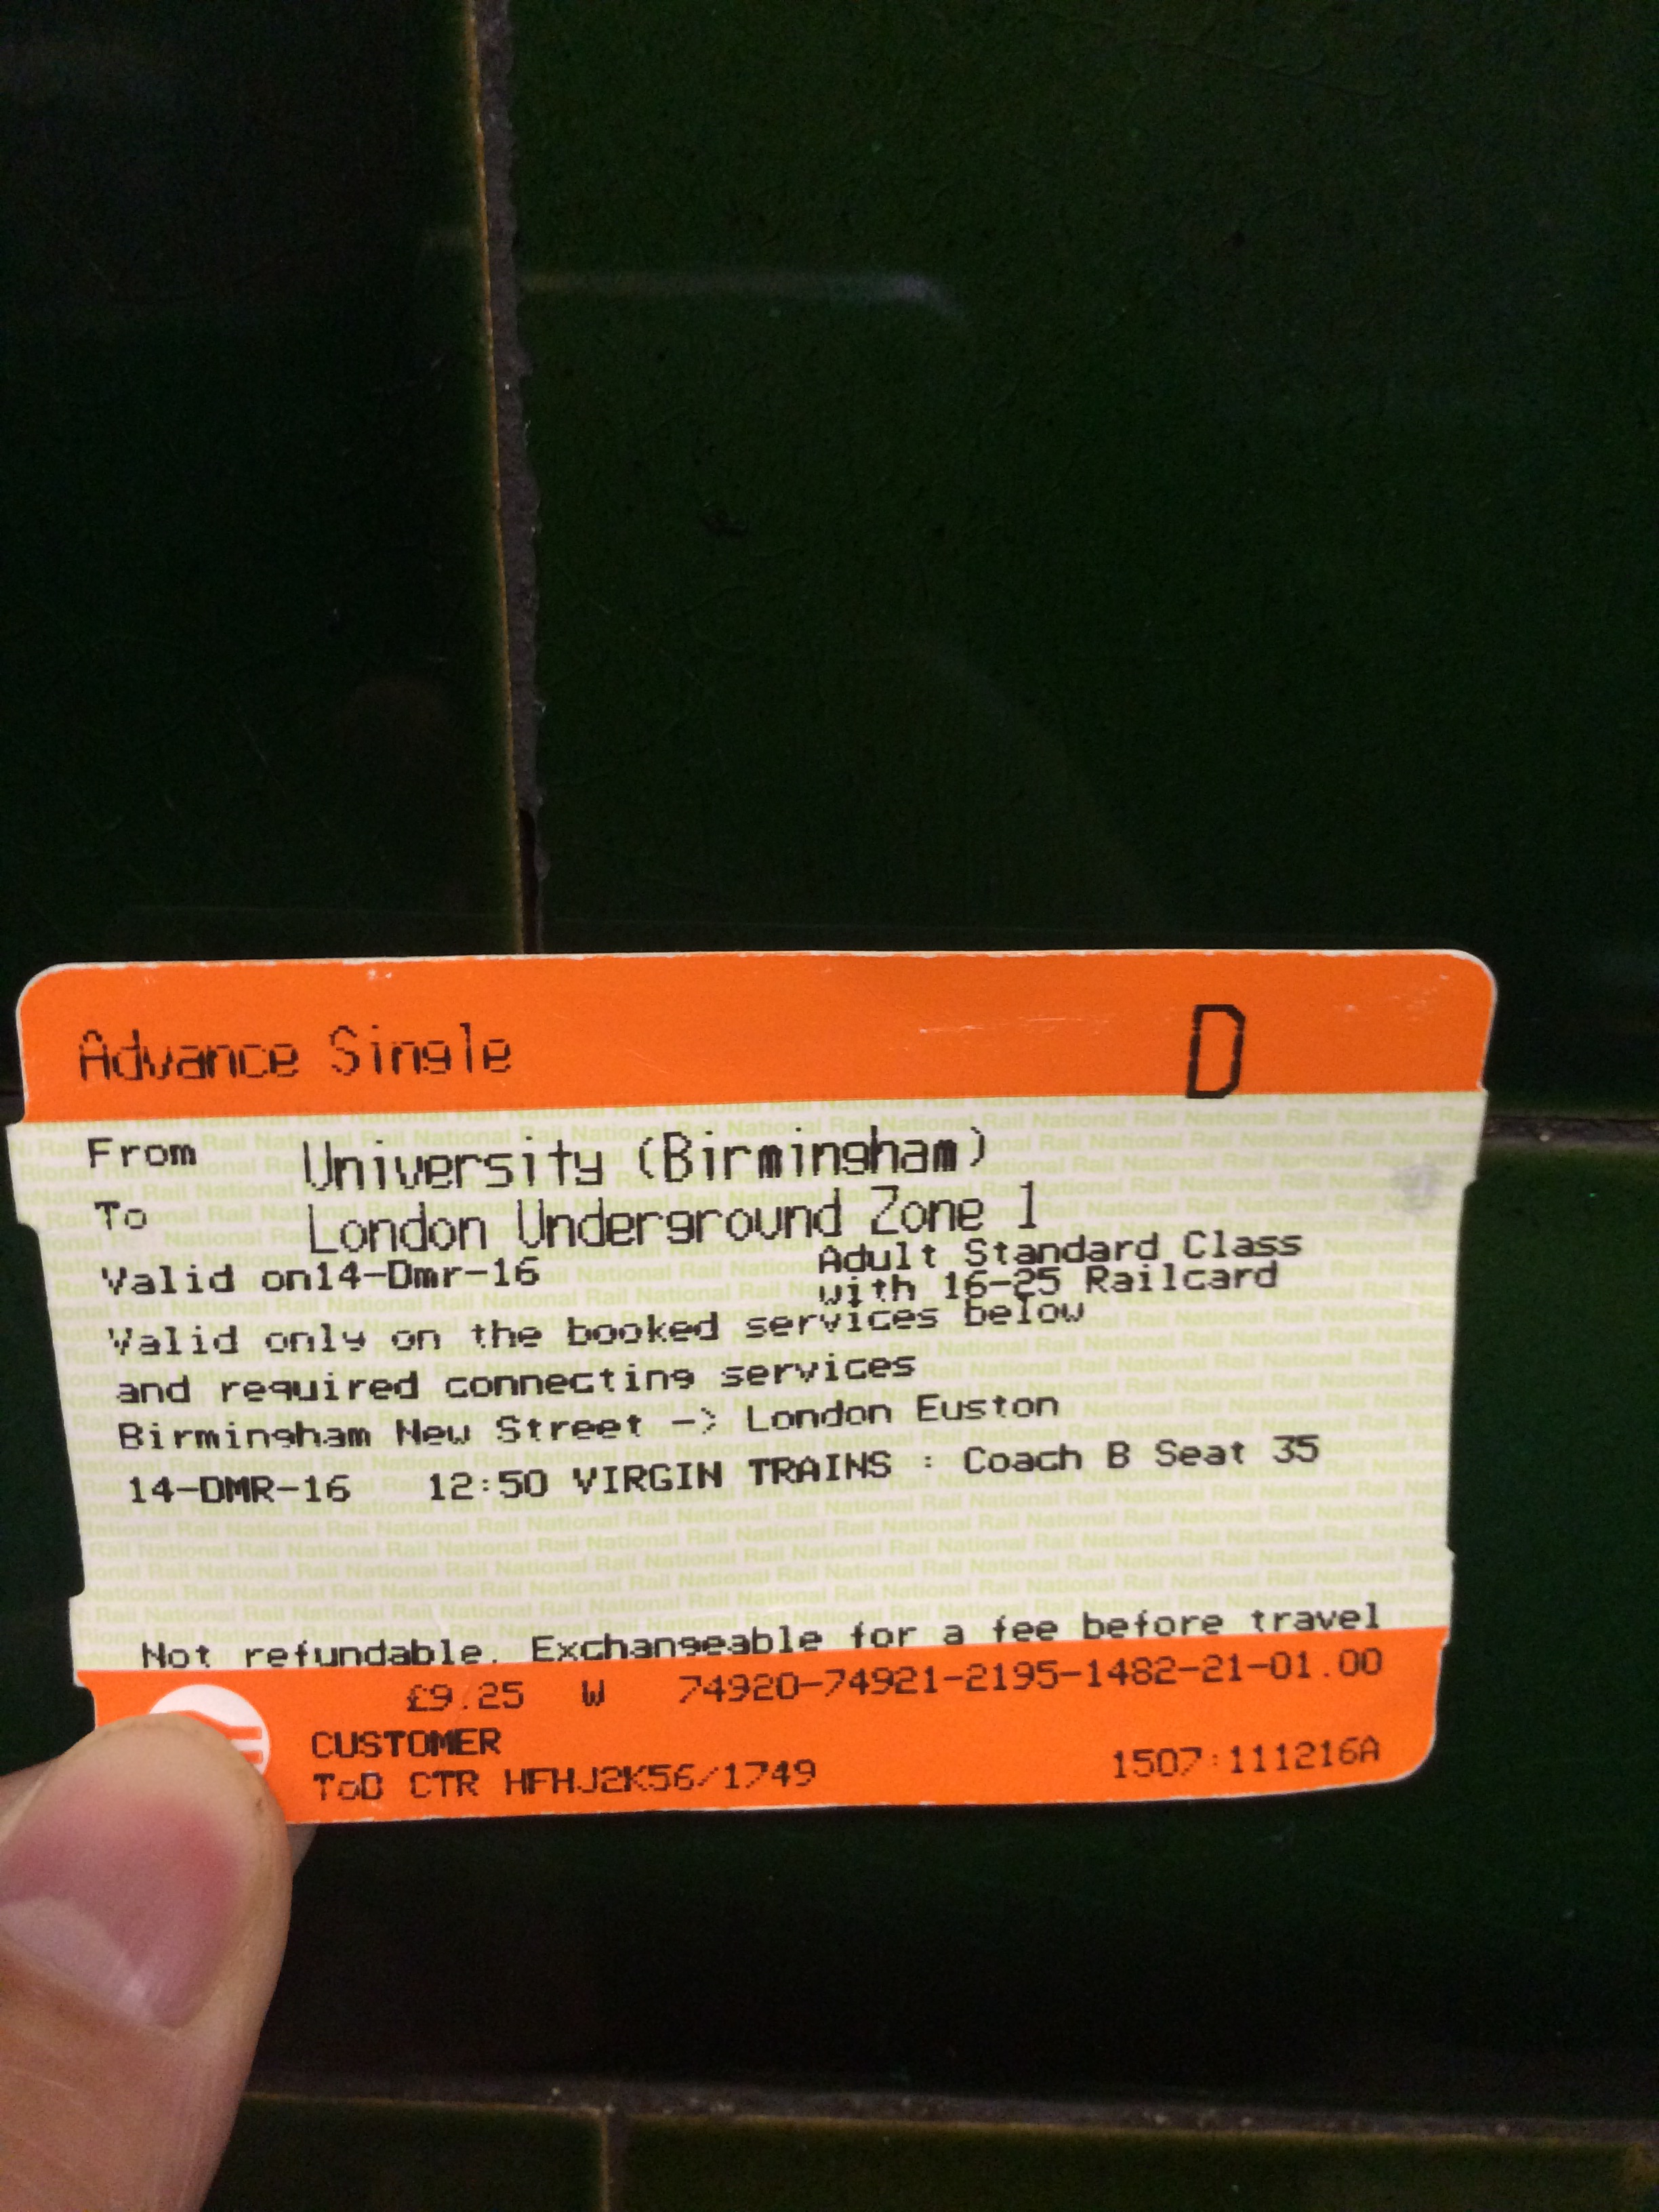 Advance Single D
From University (Birmingham)
To London Underground Zone 1
Valid on14-Dmr-16 Adult Standard Class
with 16-25 Railcard
Valid only on the booked services below
and required connecting services
Birmingham New Street -> London Euston
14-DMR-16 12:50 VIRGIN TRAINS : Coach B Seat 35
Not refundable. Exchangeable for a fee before travel
£9.25 W 74920-74921-2195-1482-21-01.00
CUSTOMER
ToD CTR HFHJ2K56/1749 1507:111216A